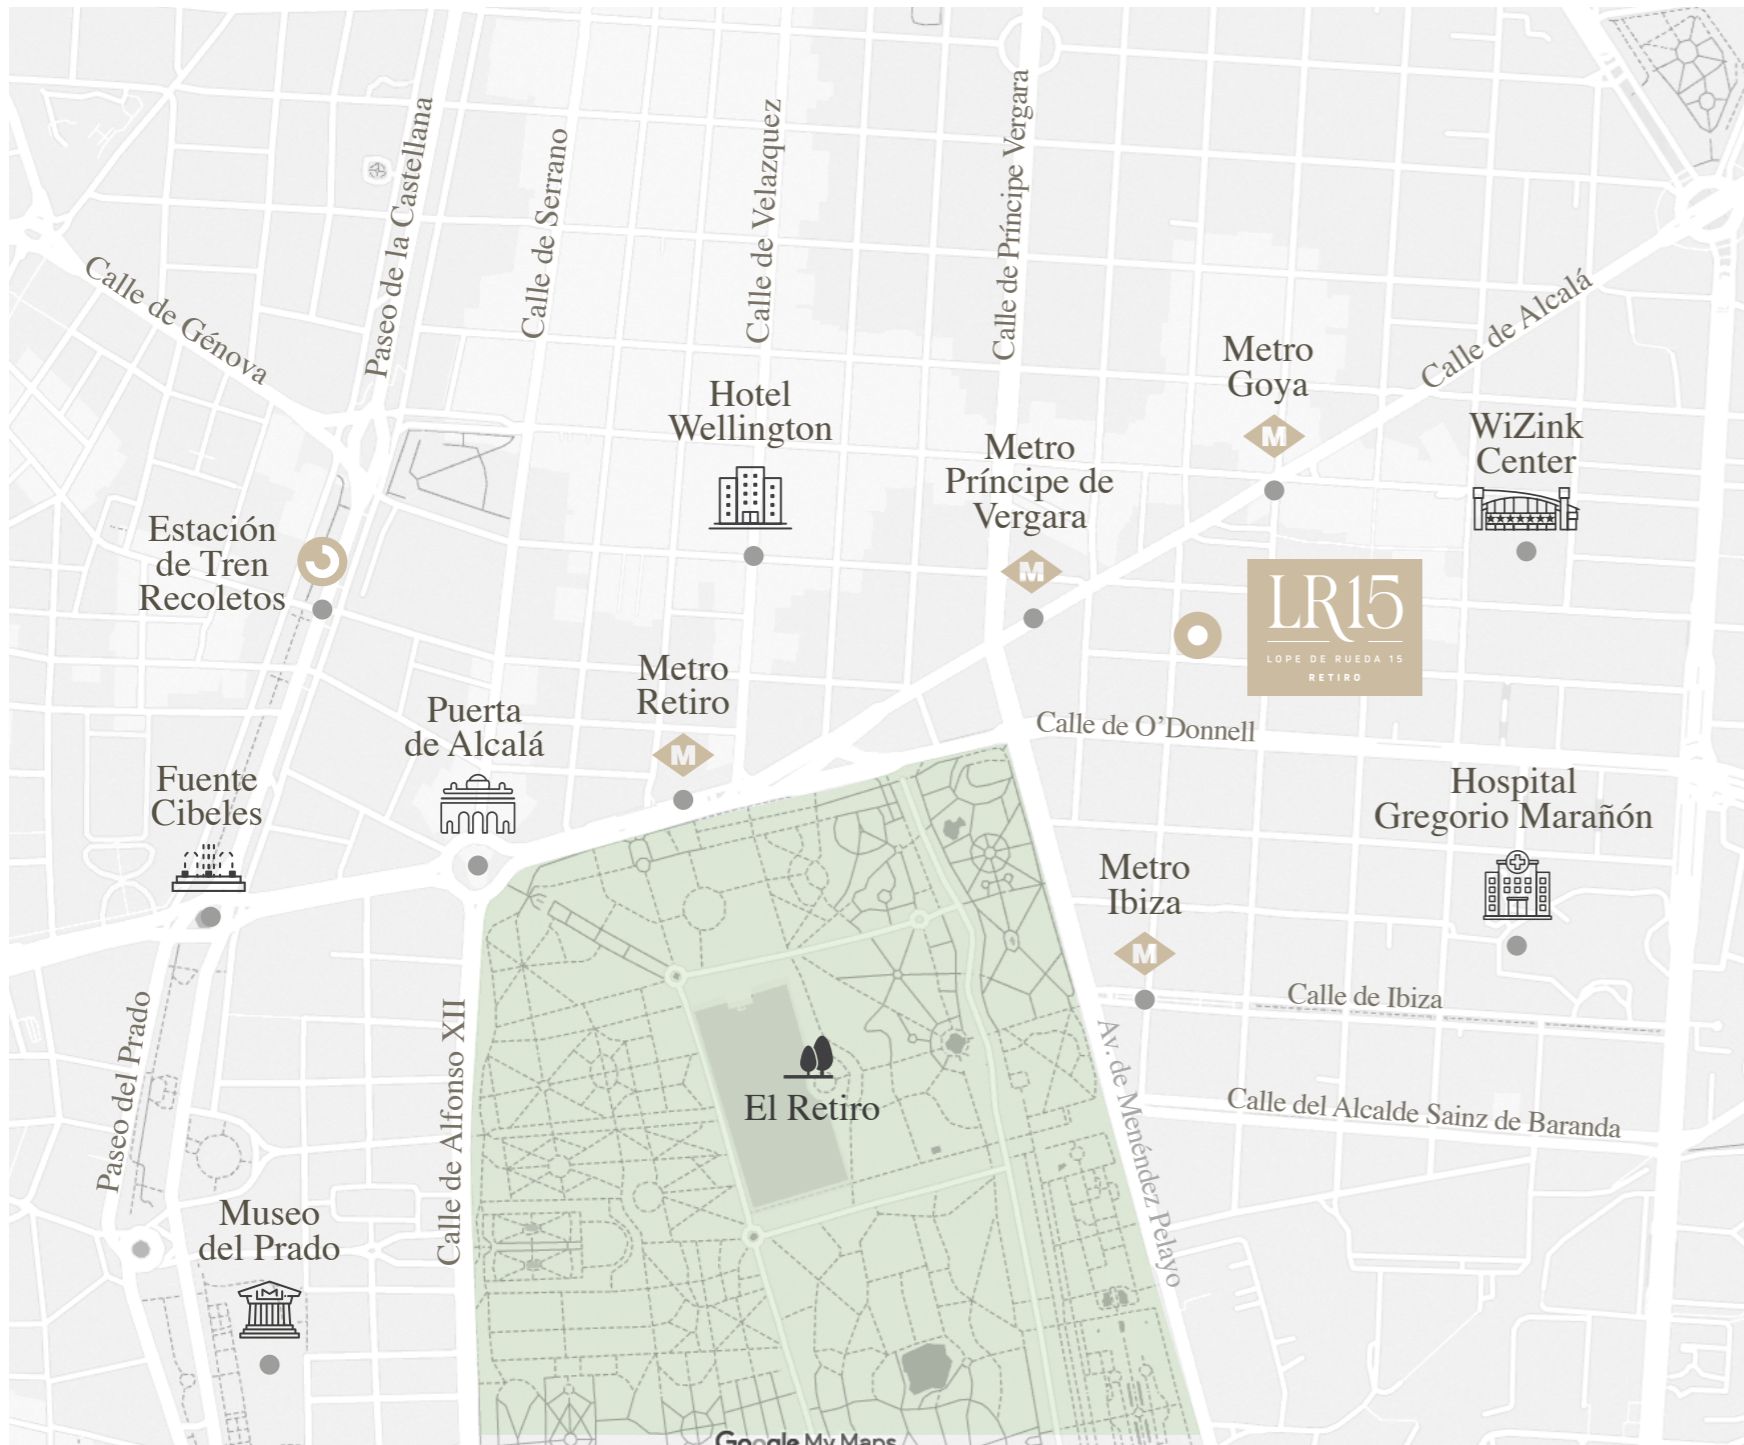 Paseo de la Castellana
Calle de Serrano
Calle de Velazquez
Calle de Príncipe Vergara
Calle de Génova
Calle de Alcalá
Metro
Goya
M
Hotel
Wellington
WiZink
Center
Metro
Príncipe de
Vergara
M
Estación
de Tren
Recoletos
LR15
LOPE DE RUEDA 15
RETIRO
Metro
Retiro
M
Puerta
de Alcalá
Calle de O’Donnell
Fuente
Cibeles
Hospital
Gregorio Marañón
Metro
Ibiza
M
Calle de Ibiza
Paseo del Prado
Calle de Alfonso XII
El Retiro
Av. de Menéndez Pelayo
Calle del Alcalde Sainz de Baranda
Museo
del Prado
M
Google My Maps